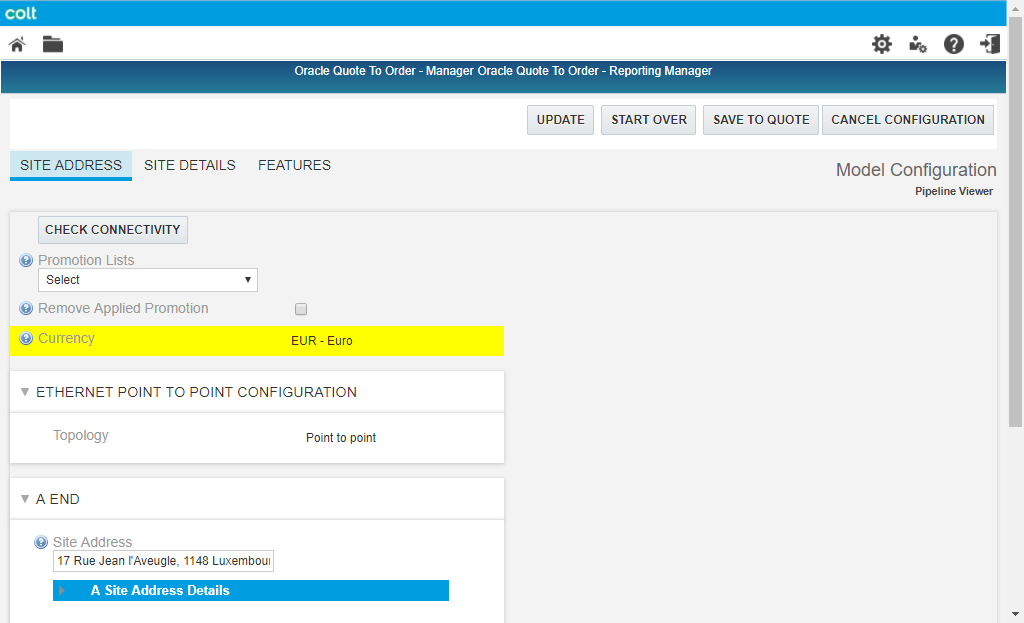 colt
Oracle Quote To Order - Manager Oracle Quote To Order - Reporting Manager
UPDATE START OVER SAVE TO QUOTE CANCEL CONFIGURATION
SITE ADDRESS SITE DETAILS FEATURES
Model Configuration
Pipeline Viewer
CHECK CONNECTIVITY
Promotion Lists
Select
Remove Applied Promotion
Currency EUR - Euro
ETHERNET POINT TO POINT CONFIGURATION
Topology Point to point
A END
Site Address
17 Rue Jean l'Aveugle, 1148 Luxembour
A Site Address Details